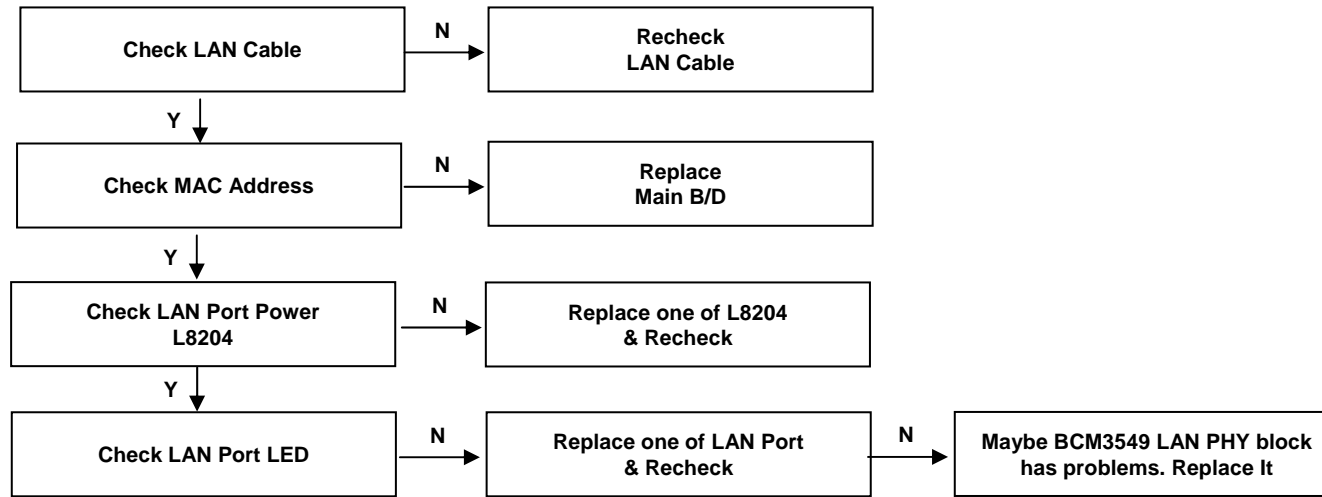 Check LAN Cable
N
Recheck
LAN Cable
Y
Check MAC Address
N
Replace
Main B/D
Y
Check LAN Port Power
L8204
N
Replace one of L8204
& Recheck
Y
Check LAN Port LED
N
Replace one of LAN Port
& Recheck
N
Maybe BCM3549 LAN PHY block
has problems. Replace It